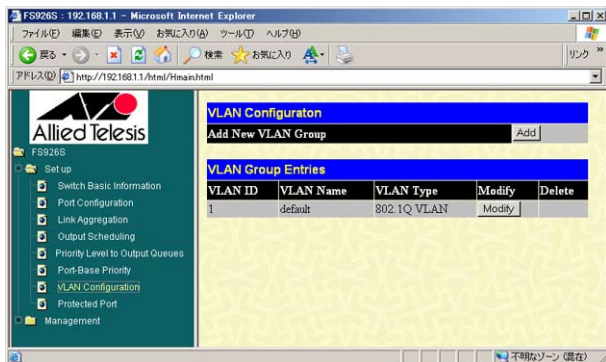 FS926S : 192.168.1.1 - Microsoft Internet Explorer
ファイル(F) 編集(E) 表示(V) お気に入り(A) ツール(T) ヘルプ(H)
戻る 検索 お気に入り リンク »
アドレス(D) http://192.168.1.1/html/Hmain.html
Allied Telesis
FS926S
Set up
Switch Basic Information
Port Configuration
Link Aggregation
Output Scheduling
Priority Level to Output Queues
Port-Base Priority
VLAN Configuration
Protected Port
Management
VLAN Configuraton
Add New VLAN Group Add
VLAN Group Entries
VLAN ID VLAN Name VLAN Type Modify Delete
1 default 802.1Q VLAN Modify
不明なゾーン (混在)